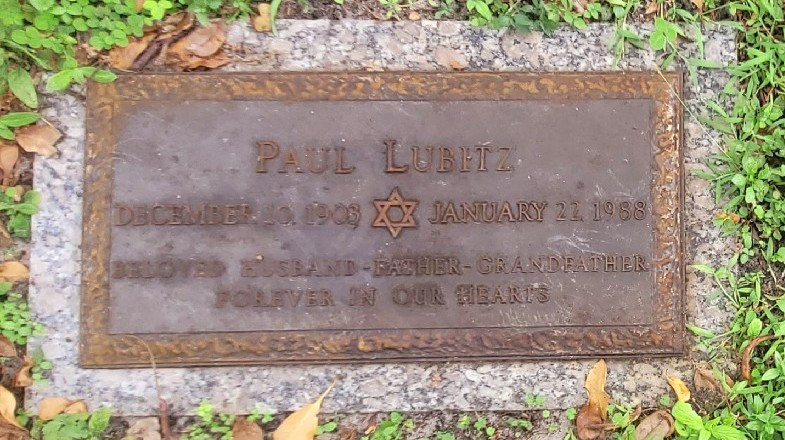 PAUL LUBITZ
DECEMBER 10, 1903 ✡ JANUARY 22, 1988
BELOVED HUSBAND - FATHER - GRANDFATHER
FOREVER IN OUR HEARTS